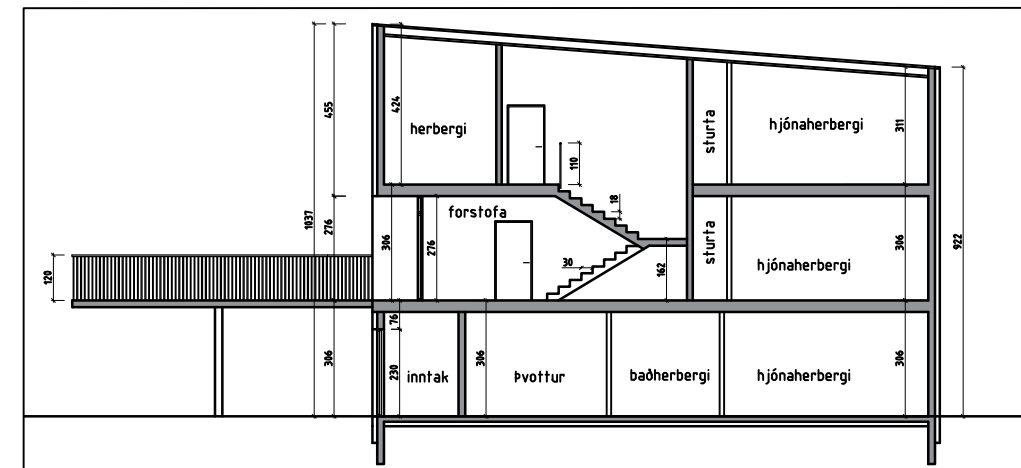 455
424
herbergi
110
sturta
hjónaherbergi
311
18
1037
276
306
forstofa
276
30
162
sturta
hjónaherbergi
306
922
120
306
76
230
inntak
306
þvottur
baðherbergi
hjónaherbergi
306